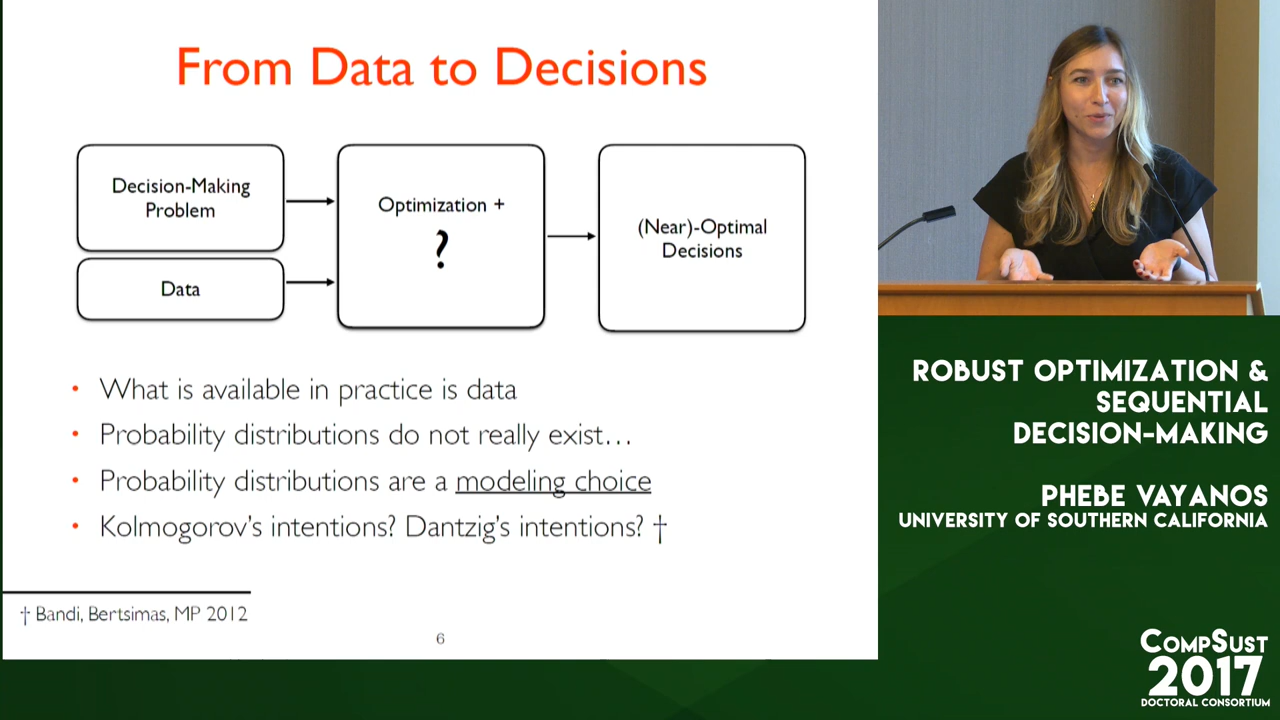 From Data to Decisions
Decision-Making
Problem
Data
Optimization +
?
(Near)-Optimal
Decisions
• What is available in practice is data
• Probability distributions do not really exist…
• Probability distributions are a modeling choice
• Kolmogorov's intentions? Dantzig's intentions? †
† Bandi, Bertsimas, MP 2012
6
ROBUST OPTIMIZATION &
SEQUENTIAL
DECISION-MAKING
PHEBE VAYANOS
UNIVERSITY OF SOUTHERN CALIFORNIA
COMPSUST
2017
DOCTORAL CONSORTIUM